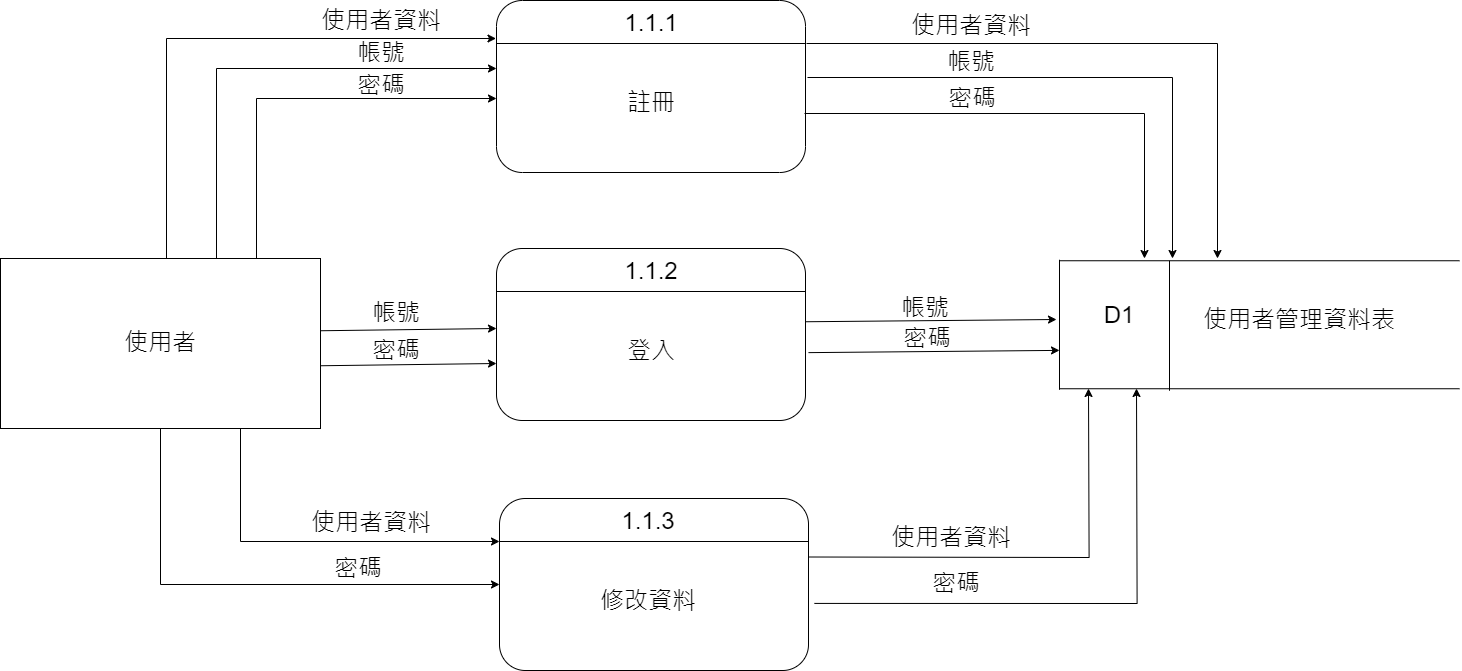 使用者資料
帳號
密碼
1.1.1
註冊
使用者資料
帳號
密碼
使用者
帳號
密碼
1.1.2
登入
帳號
密碼
D1
使用者管理資料表
使用者資料
密碼
1.1.3
修改資料
使用者資料
密碼